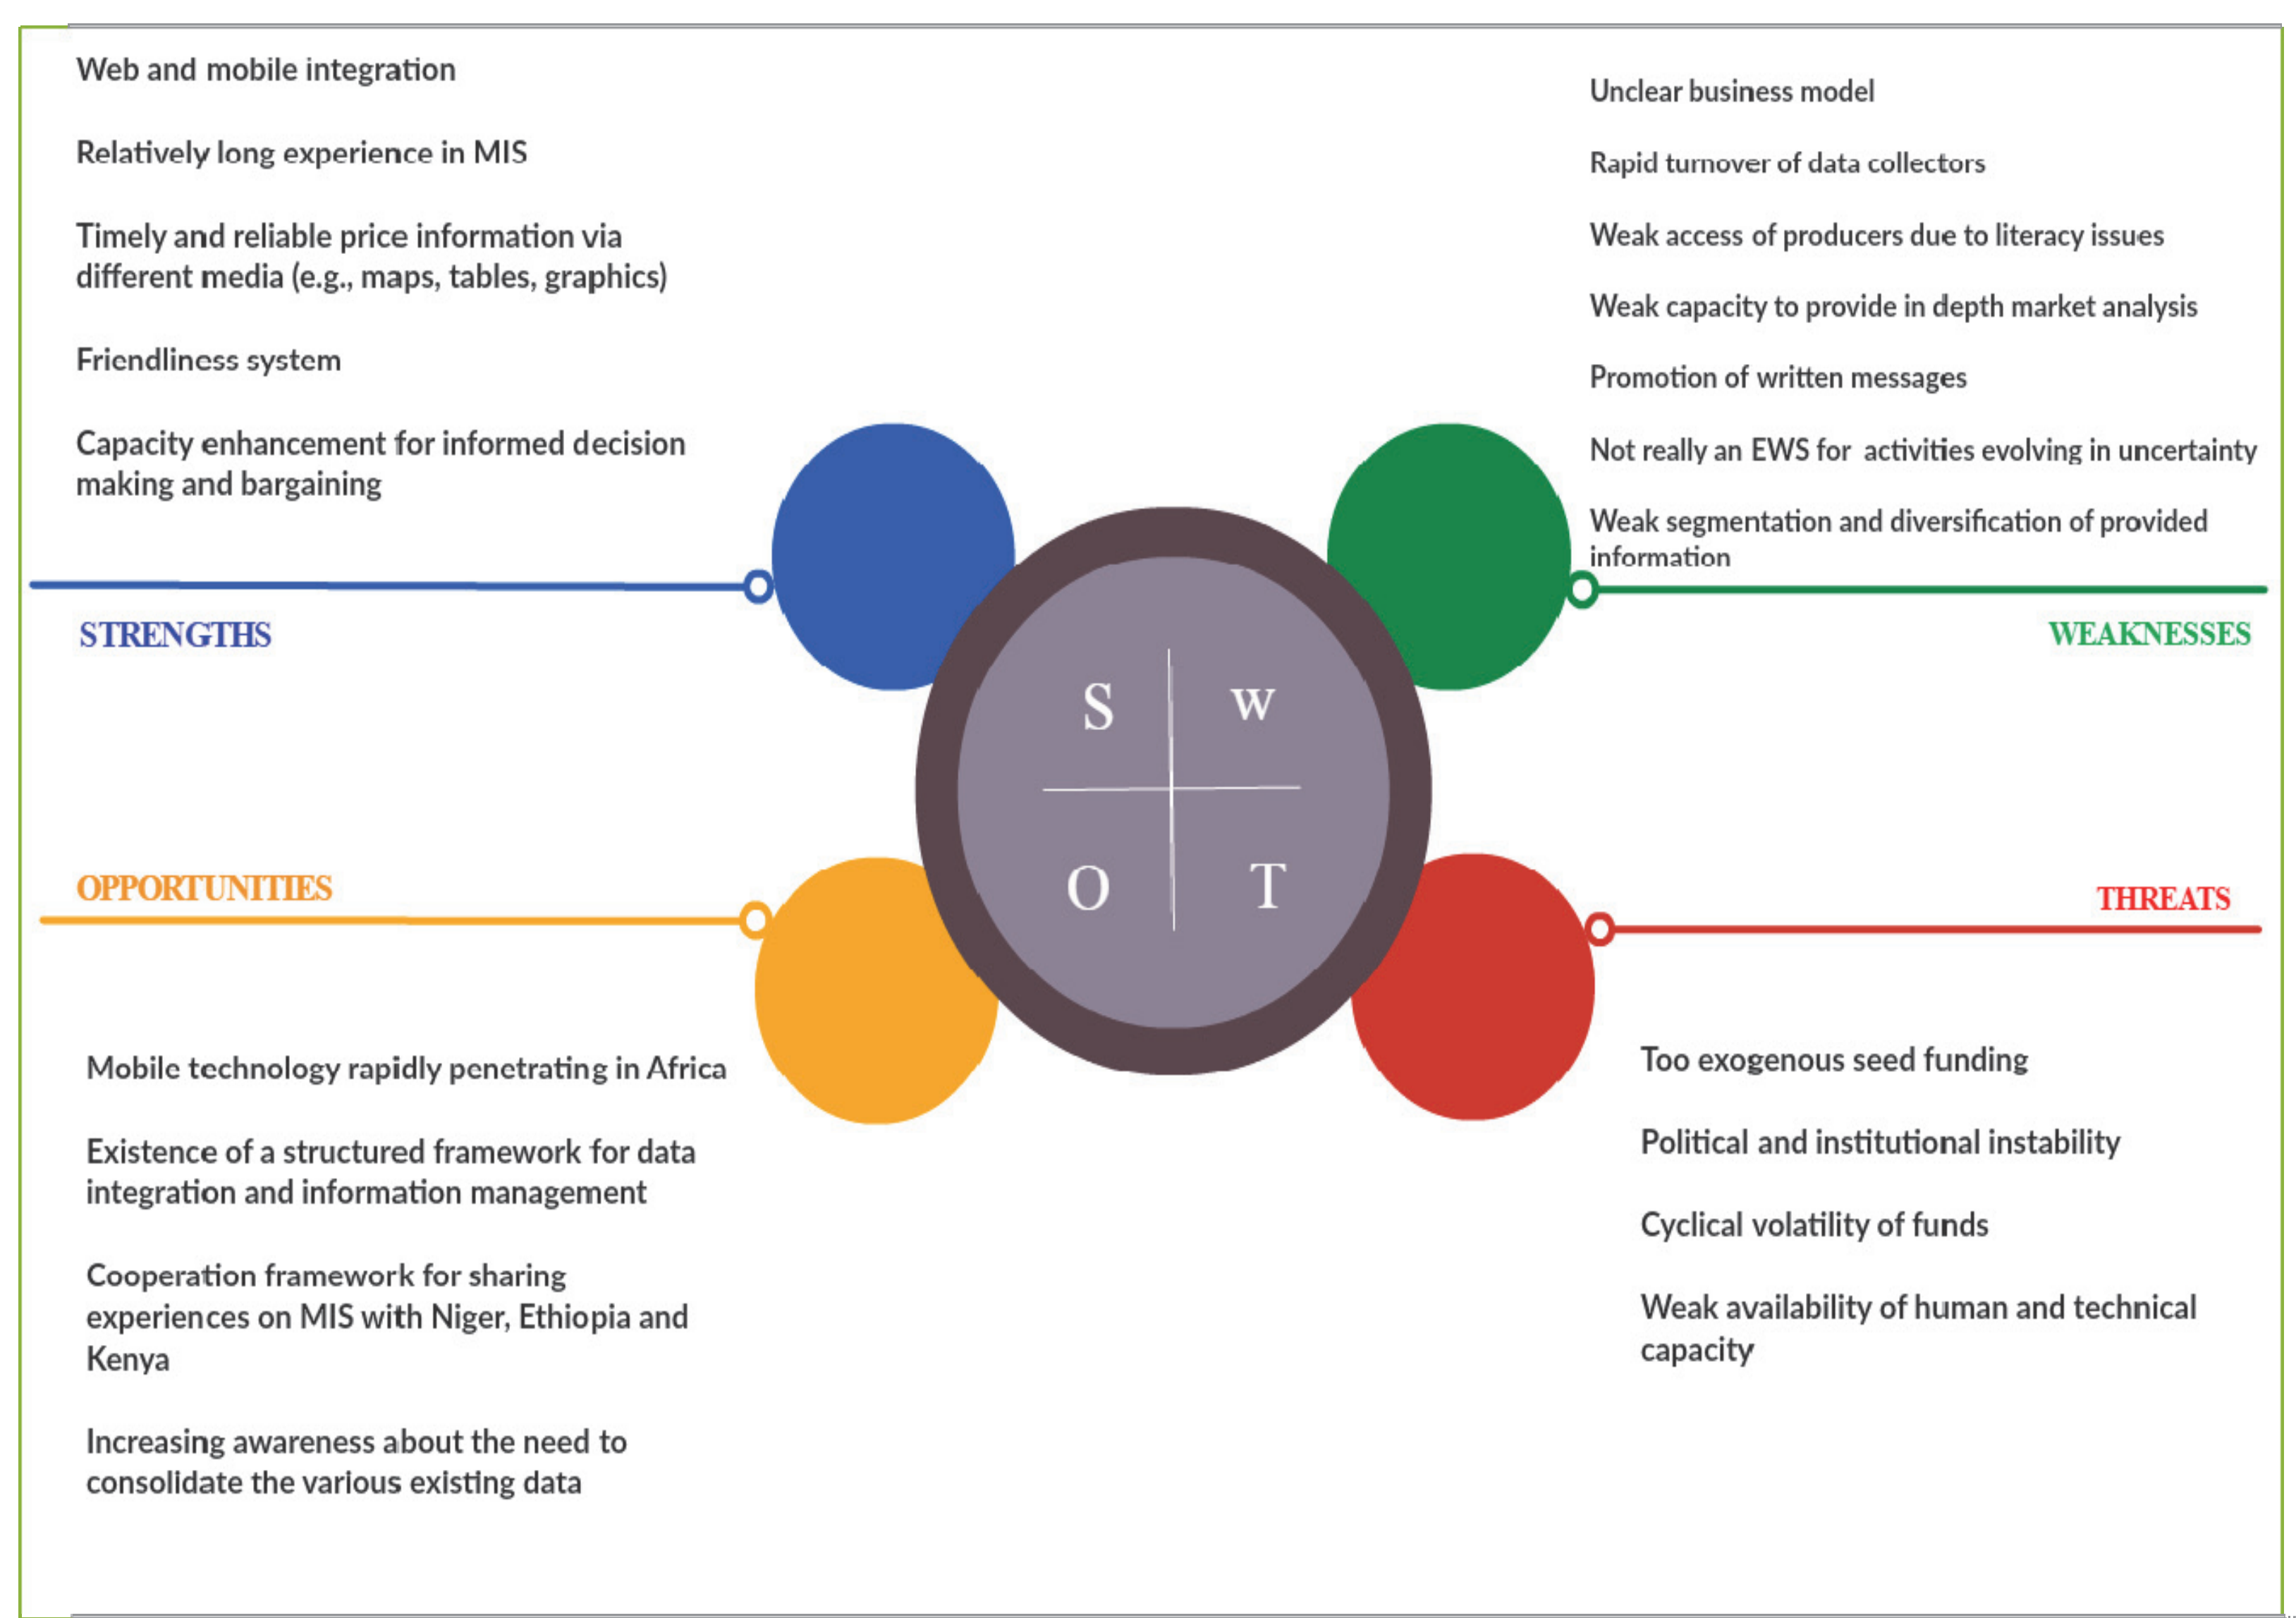 Web and mobile integration
Relatively long experience in MIS
Timely and reliable price information via
different media (e.g., maps, tables, graphics)
Friendliness system
Capacity enhancement for informed decision
making and bargaining
STRENGTHS
Unclear business model
Rapid turnover of data collectors
Weak access of producers due to literacy issues
Weak capacity to provide in depth market analysis
Promotion of written messages
Not really an EWS for activities evolving in uncertainty
Weak segmentation and diversification of provided
information
WEAKNESSES
S W
O T
OPPORTUNITIES
Mobile technology rapidly penetrating in Africa
Existence of a structured framework for data
integration and information management
Cooperation framework for sharing
experiences on MIS with Niger, Ethiopia and
Kenya
Increasing awareness about the need to
consolidate the various existing data
THREATS
Too exogenous seed funding
Political and institutional instability
Cyclical volatility of funds
Weak availability of human and technical
capacity